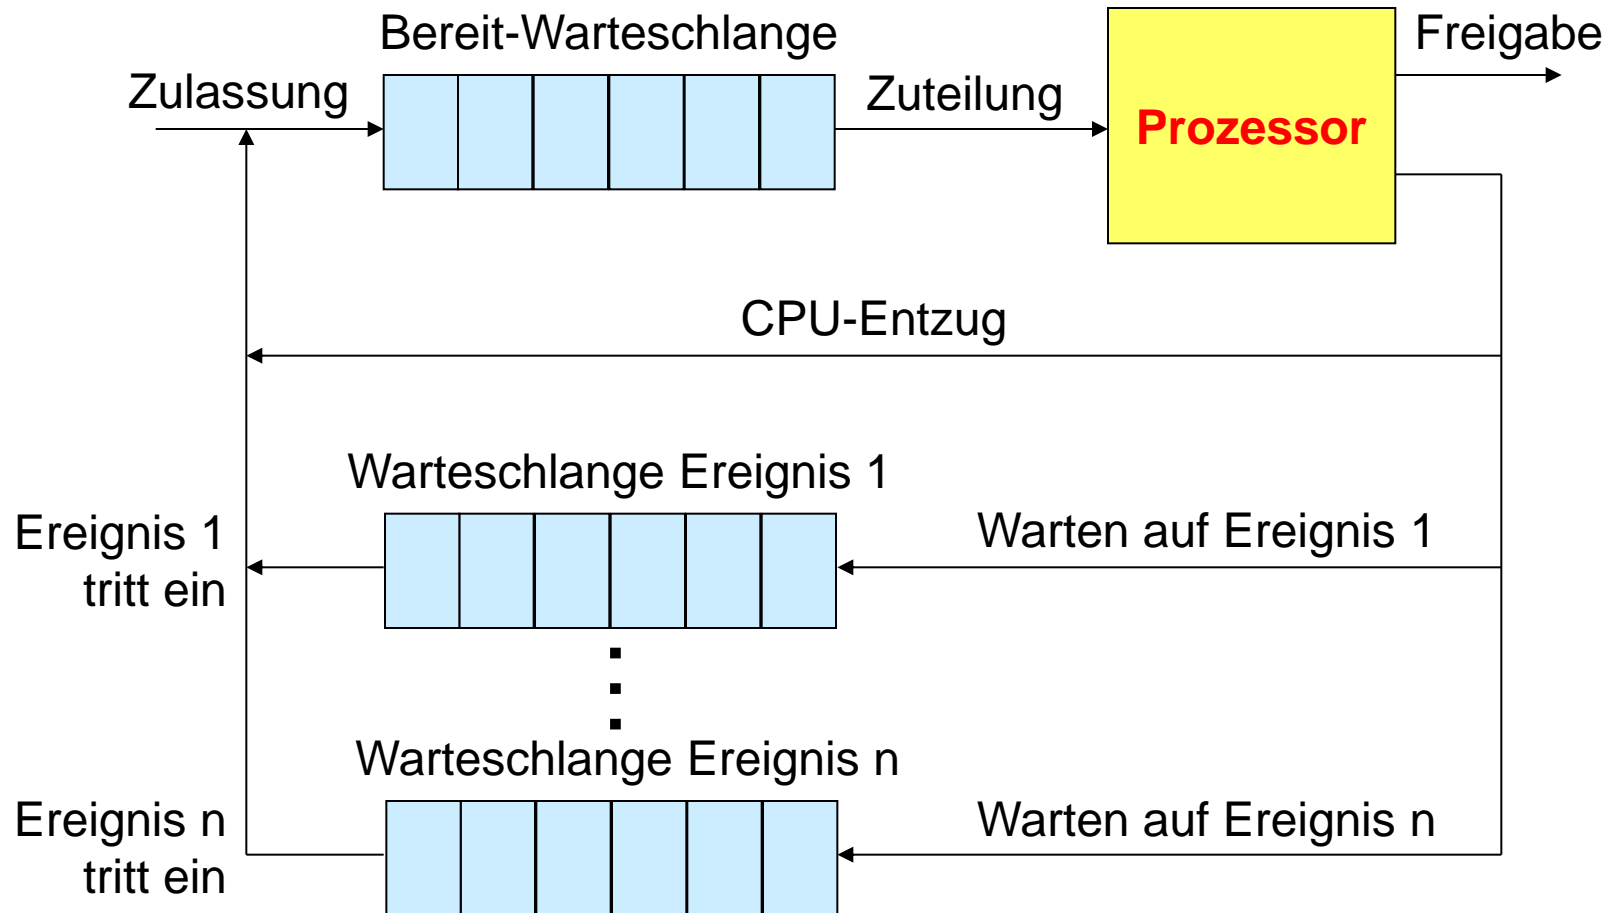 Bereit-Warteschlange
Freigabe
Zulassung
Zuteilung
Prozessor
CPU-Entzug
Warteschlange Ereignis 1
Ereignis 1
tritt ein
Warten auf Ereignis 1
Warteschlange Ereignis n
Ereignis n
tritt ein
Warten auf Ereignis n